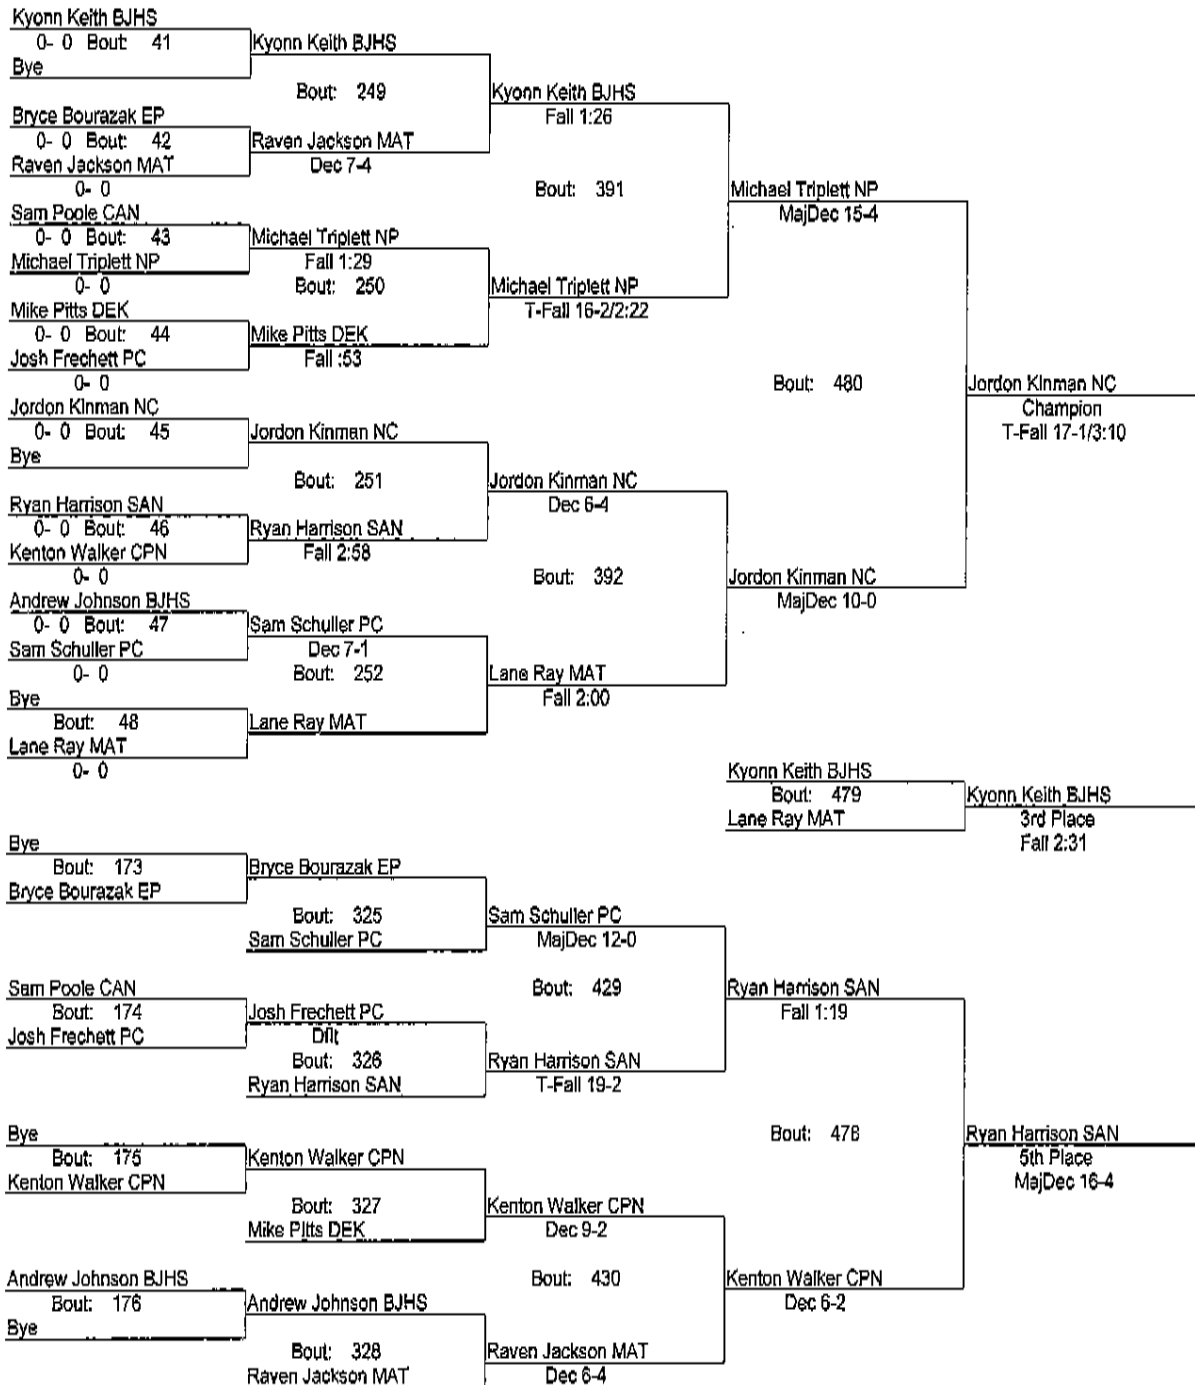 Kyonn Keith BJHS
0- 0 Bout: 41
Bye
Kyonn Keith BJHS
Bout: 249
Bryce Bourazak EP
0- 0 Bout: 42
Raven Jackson MAT
0- 0
Raven Jackson MAT
Dec 7-4
Kyonn Keith BJHS
Fall 1:26
Bout: 391
Sam Poole CAN
0- 0 Bout: 43
Michael Triplett NP
0- 0
Michael Triplett NP
Fall 1:29
Bout: 250
Mike Pitts DEK
0- 0 Bout: 44
Josh Frechett PC
0- 0
Mike Pitts DEK
Fall :53
Michael Triplett NP
T-Fall 16-2/2:22
Michael Triplett NP
MajDec 15-4
Bout: 480
Jordon Kinman NC
Champion
T-Fall 17-1/3:10
Jordon Kinman NC
0- 0 Bout: 45
Bye
Jordon Kinman NC
Bout: 251
Ryan Harrison SAN
0- 0 Bout: 46
Kenton Walker CPN
0- 0
Ryan Harrison SAN
Fall 2:58
Jordon Kinman NC
Dec 6-4
Bout: 392
Andrew Johnson BJHS
0- 0 Bout: 47
Sam Schuller PC
0- 0
Sam Schuller PC
Dec 7-1
Bout: 252
Bye
Bout: 48
Lane Ray MAT
0- 0
Lane Ray MAT
Lane Ray MAT
Fall 2:00
Jordon Kinman NC
MajDec 10-0
Kyonn Keith BJHS
Bout: 479
Lane Ray MAT
Kyonn Keith BJHS
3rd Place
Fall 2:31
Bye
Bout: 173
Bryce Bourazak EP
Bryce Bourazak EP
Bout: 325
Sam Schuller PC
Sam Schuller PC
MajDec 12-0
Bout: 429
Sam Poole CAN
Bout: 174
Josh Frechett PC
Josh Frechett PC
Dflt
Bout: 326
Ryan Harrison SAN
Ryan Harrison SAN
T-Fall 19-2
Ryan Harrison SAN
Fall 1:19
Bout: 478
Ryan Harrison SAN
5th Place
MajDec 16-4
Bye
Bout: 175
Kenton Walker CPN
Kenton Walker CPN
Bout: 327
Mike Pitts DEK
Kenton Walker CPN
Dec 9-2
Bout: 430
Andrew Johnson BJHS
Bout: 176
Bye
Andrew Johnson BJHS
Bout: 328
Raven Jackson MAT
Raven Jackson MAT
Dec 6-4
Kenton Walker CPN
Dec 6-2